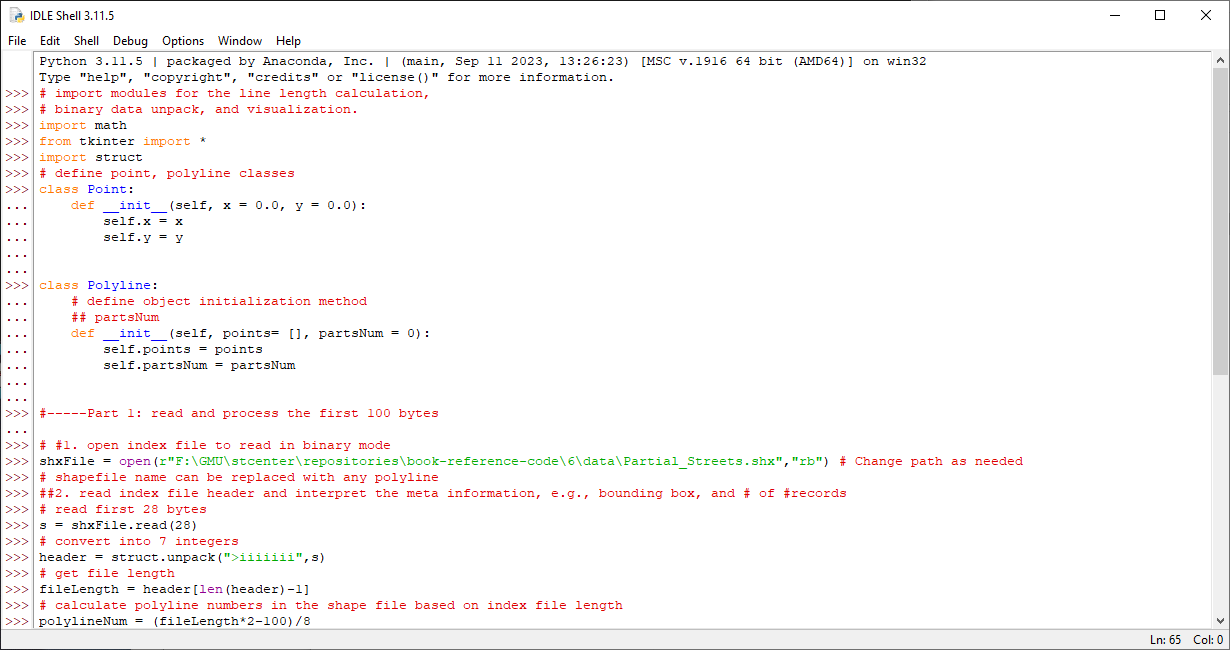 IDLE Shell 3.11.5
File Edit Shell Debug Options Window Help
Python 3.11.5 | packaged by Anaconda, Inc. | (main, Sep 11 2023, 13:26:23) [MSC v.1916 64 bit (AMD64)] on win32
Type "help", "copyright", "credits" or "license()" for more information.
>>> # import modules for the line length calculation,
>>> # binary data unpack, and visualization.
>>> import math
>>> from tkinter import *
>>> import struct
>>> # define point, polyline classes
>>> class Point:
...     def __init__(self, x = 0.0, y = 0.0):
...         self.x = x
...         self.y = y
...
...
>>> class Polyline:
...     # define object initialization method
...     ## partsNum
...     def __init__(self, points= [], partsNum = 0):
...         self.points = points
...         self.partsNum = partsNum
...
...
>>> #-----Part 1: read and process the first 100 bytes
...
>>> # #1. open index file to read in binary mode
>>> shxFile = open(r"F:\GMU\stcenter\repositories\book-reference-code\6\data\Partial_Streets.shx","rb") # Change path as needed
>>> # shapefile name can be replaced with any polyline
>>> ##2. read index file header and interpret the meta information, e.g., bounding box, and # of #records
>>> # read first 28 bytes
>>> s = shxFile.read(28)
>>> # convert into 7 integers
>>> header = struct.unpack(">iiiiiii",s)
>>> # get file length
>>> fileLength = header[len(header)-1]
>>> # calculate polyline numbers in the shape file based on index file length
>>> polylineNum = (fileLength*2-100)/8
Ln: 65 Col: 0